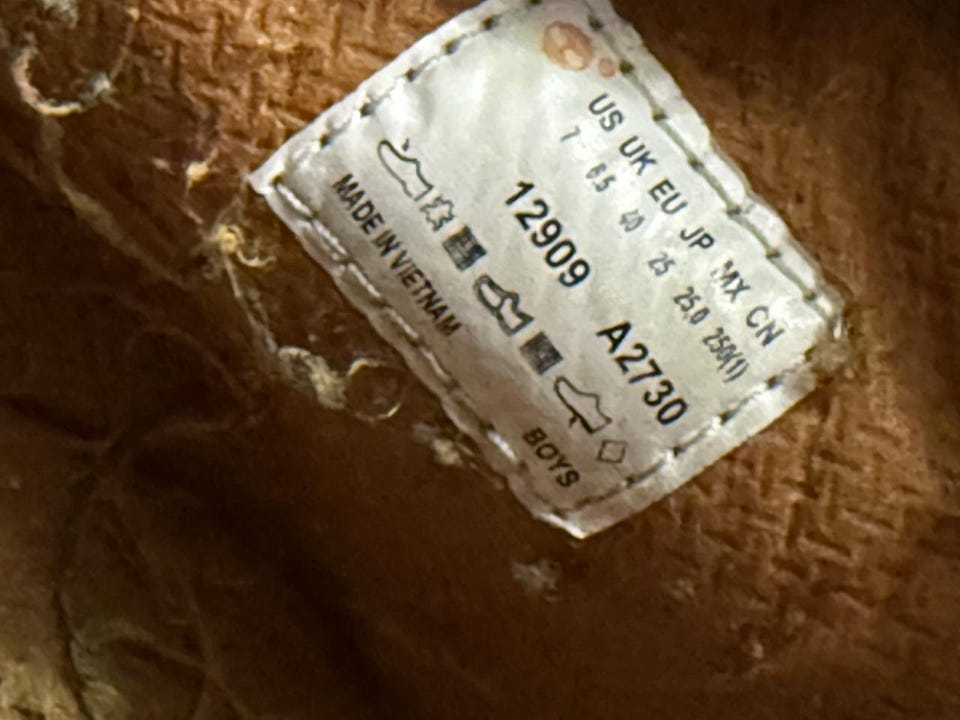 US UK EU JP MX CN
7 6.5 40 25 25.0 250(1)
12909 A2730
MADE IN VIETNAM BOYS